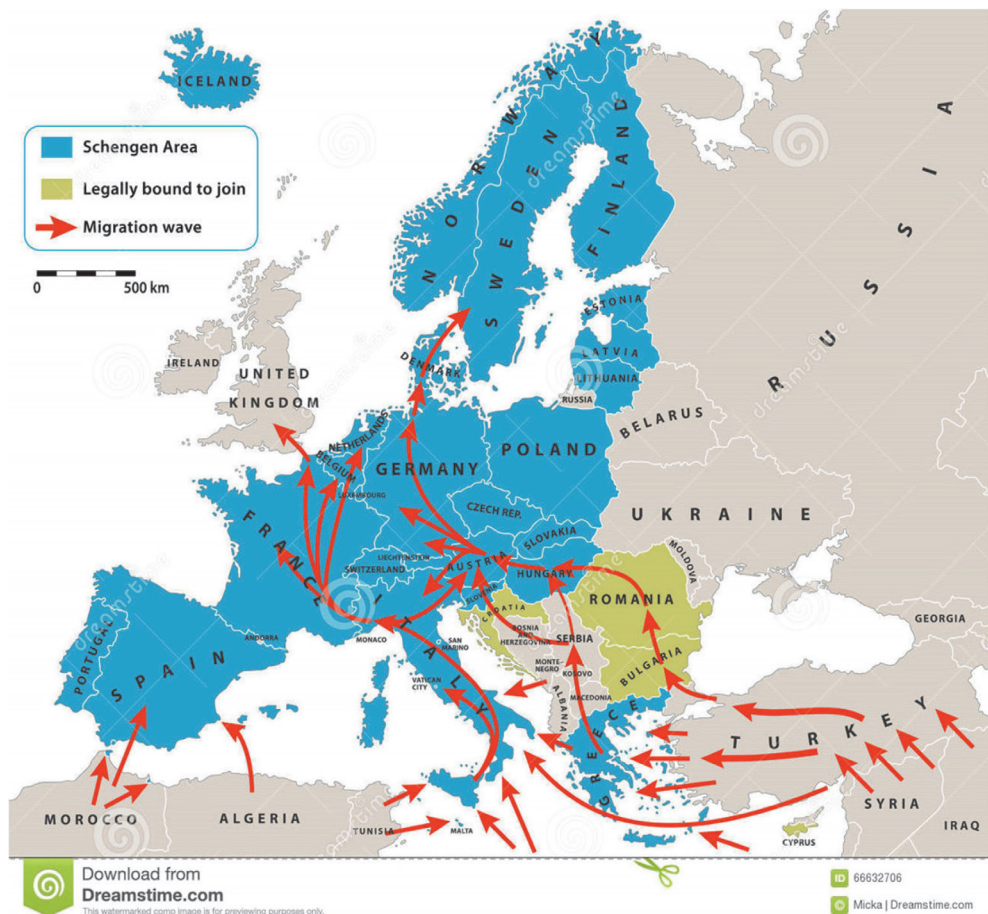 ICELAND
Schengen Area
Legally bound to join
Migration wave
0 500 km
NORWAY
SWEDEN
FINLAND
RUSSIA
ESTONIA
LATVIA
LITHUANIA
RUSSIA
DENMARK
IRELAND
UNITED
KINGDOM
BELARUS
NETHERLANDS
BELGIUM
LUXEMBOURG
GERMANY
POLAND
CZECH REP.
SLOVAKIA
UKRAINE
MOLDOVA
FRANCE
LIECHTENSTEIN
SWITZERLAND
AUSTRIA
HUNGARY
SLOVENIA
CROATIA
ROMANIA
BOSNIA
AND
HERZEGOVINA
SERBIA
GEORGIA
ITALY
MONACO
SAN
MARINO
ANDORRA
PORTUGAL
SPAIN
VATICAN
CITY
MONTE-
NEGRO
KOSOVO
BULGARIA
MACEDONIA
ALBANIA
GREECE
TURKEY
SYRIA
IRAQ
CYPRUS
MOROCCO
ALGERIA
TUNISIA
MALTA
dreamstime
dreamstime
dreamstime
Download from
Dreamstime.com
This watermarked comp image is for previewing purposes only.
ID 66632706
Micka | Dreamstime.com